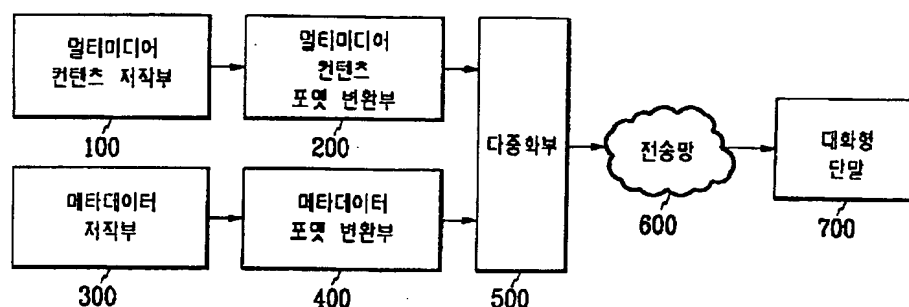 멀티미디어
컨텐츠 저작부
100
멀티미디어
컨텐츠
포맷 변환부
200
메타데이터
저작부
300
메타데이터
포맷 변환부
400
다중화부
500
전송망
600
대화형
단말
700